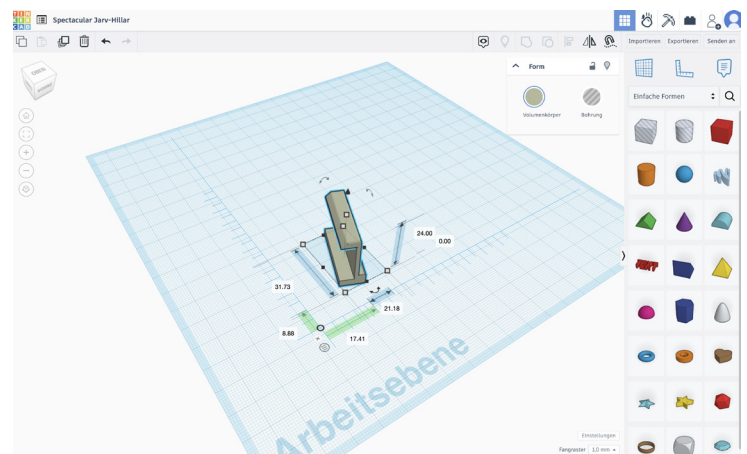 TIN
KER
CAD
Spectacular Jarv-Hillar
Importieren Exportieren Senden an
OBEN
Form
Volumenkörper Bohrung
Einfache Formen
24.00
0.00
31.73
21.18
8.88
17.41
Arbeitsebene
Einstellungen
Fangraster 1,0 mm